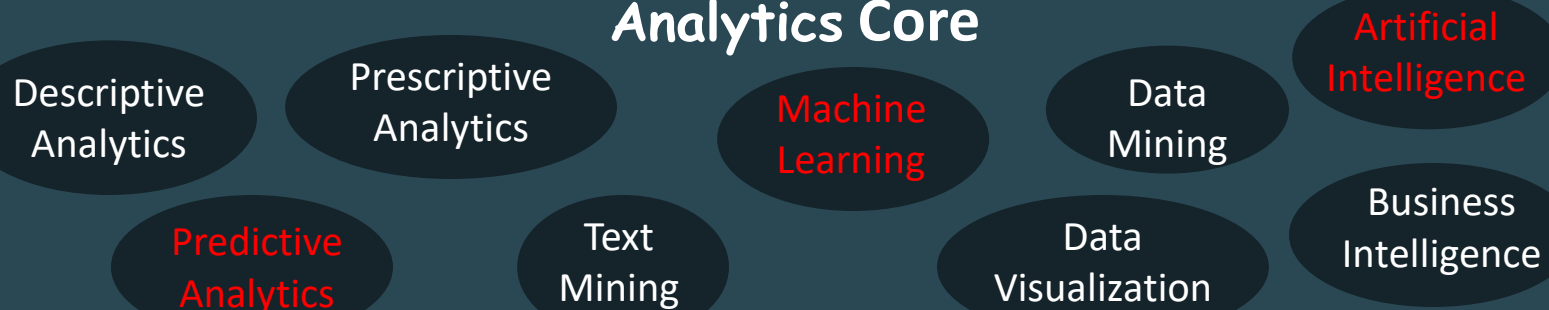 Analytics Core
Descriptive
Analytics
Prescriptive
Analytics
Machine
Learning
Data
Mining
Artificial
Intelligence
Predictive
Analytics
Text
Mining
Data
Visualization
Business
Intelligence